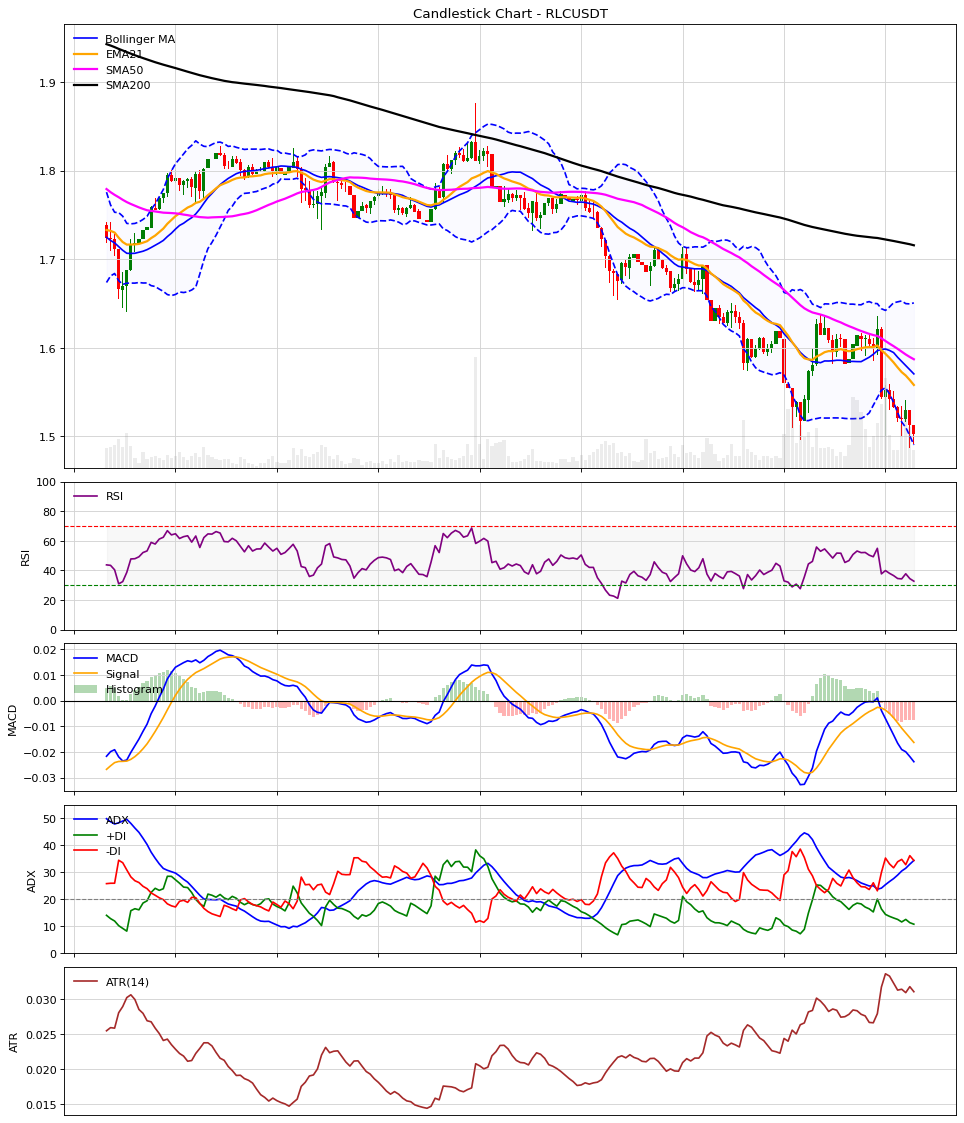 Candlestick Chart - RLCUSDT
Bollinger MA
EMA21
SMA50
SMA200
1.9
1.8
1.7
1.6
1.5
RSI
100
80
60
40
20
0
RSI
MACD
Signal
Histogram
0.02
0.01
0.00
−0.01
−0.02
−0.03
MACD
ADX
+DI
-DI
50
40
30
20
10
0
ADX
ATR(14)
0.030
0.025
0.020
0.015
ATR